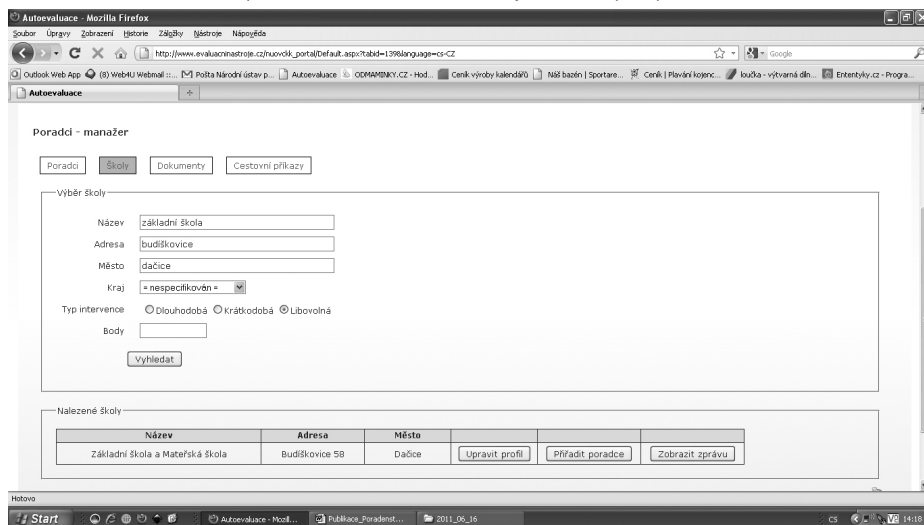 Autoevaluace - Mozilla Firefox
Soubor Úpravy Zobrazení Historie Záložky Nástroje Nápověda
http://www.evaluacninastroje.cz/nuovckk_portal/Default.aspx?tabid=139&language=cs-CZ
Google
Outlook Web App (8) Web4U Webmail ::... Pošta Národní ústav p... Autoevaluace ODMAMINKY.CZ - Hod... Ceník výroby kalendářů Náš bazén | Sportare... Ceník | Plavání kojenc... loučka - výtvarná díln... Ententyky.cz - Progra...
Autoevaluace
Poradci - manažer
Poradci Školy Dokumenty Cestovní příkazy
Výběr školy
Název základní škola
Adresa budíškovice
Město dačice
Kraj = nespecifikován =
Typ intervence Dlouhodobá Krátkodobá Libovolná
Body
Vyhledat
Nalezené školy
Název Adresa Město
Základní škola a Mateřská škola Budíškovice 58 Dačice Upravit profil Přiřadit poradce Zobrazit zprávu
Hotovo
Start Autoevaluace - Mozil... Publikace_Poradenst... 2011_06_16 CS 14:18